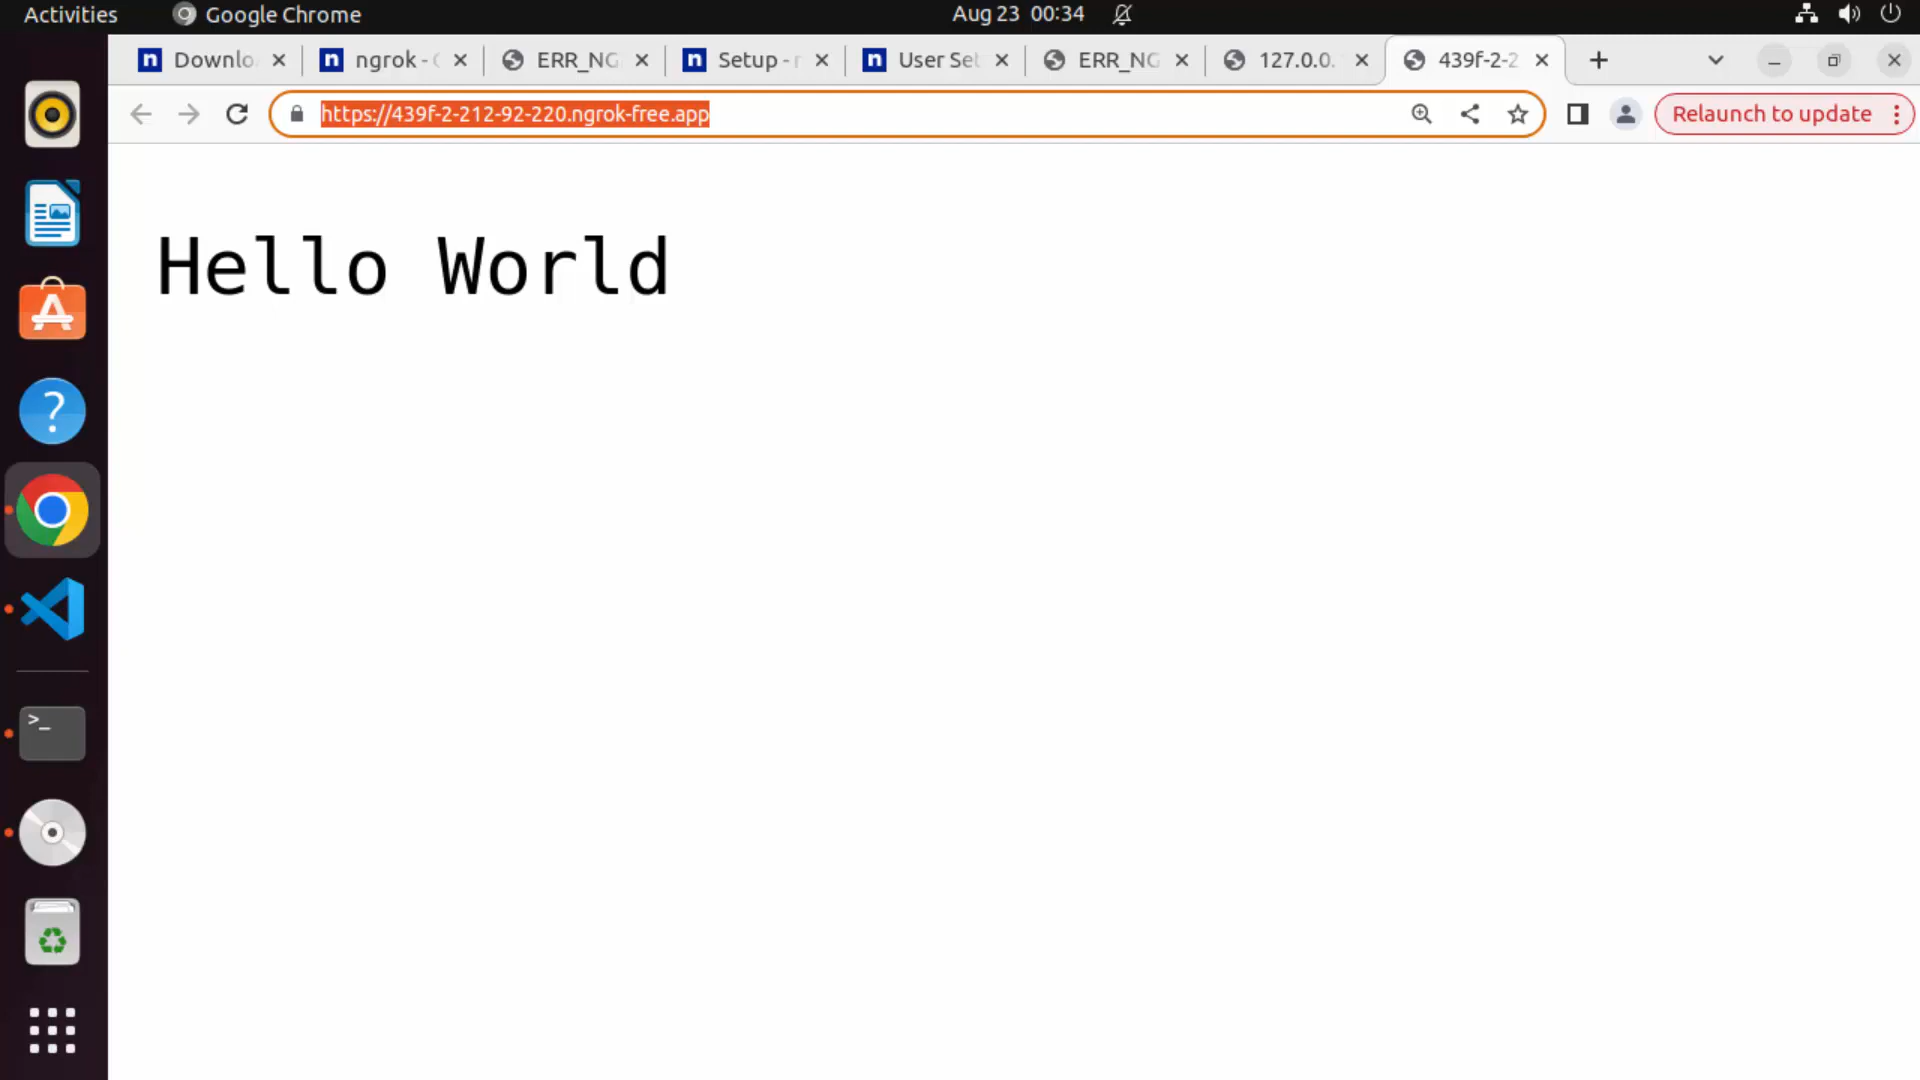 Activities Google Chrome Aug 23 00:34
Downlo ngrok - ERR_NG Setup - User Set ERR_NG 127.0.0. 439f-2-2
https://439f-2-212-92-220.ngrok-free.app Relaunch to update
Hello World